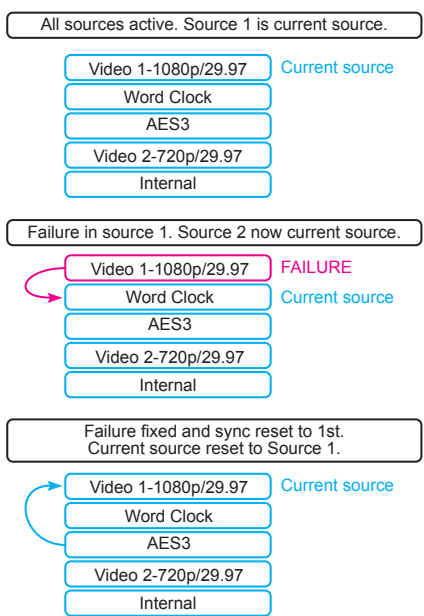 All sources active. Source 1 is current source.
Video 1-1080p/29.97 Current source
Word Clock
AES3
Video 2-720p/29.97
Internal
Failure in source 1. Source 2 now current source.
Video 1-1080p/29.97 FAILURE
Word Clock Current source
AES3
Video 2-720p/29.97
Internal
Failure fixed and sync reset to 1st.
Current source reset to Source 1.
Video 1-1080p/29.97 Current source
Word Clock
AES3
Video 2-720p/29.97
Internal